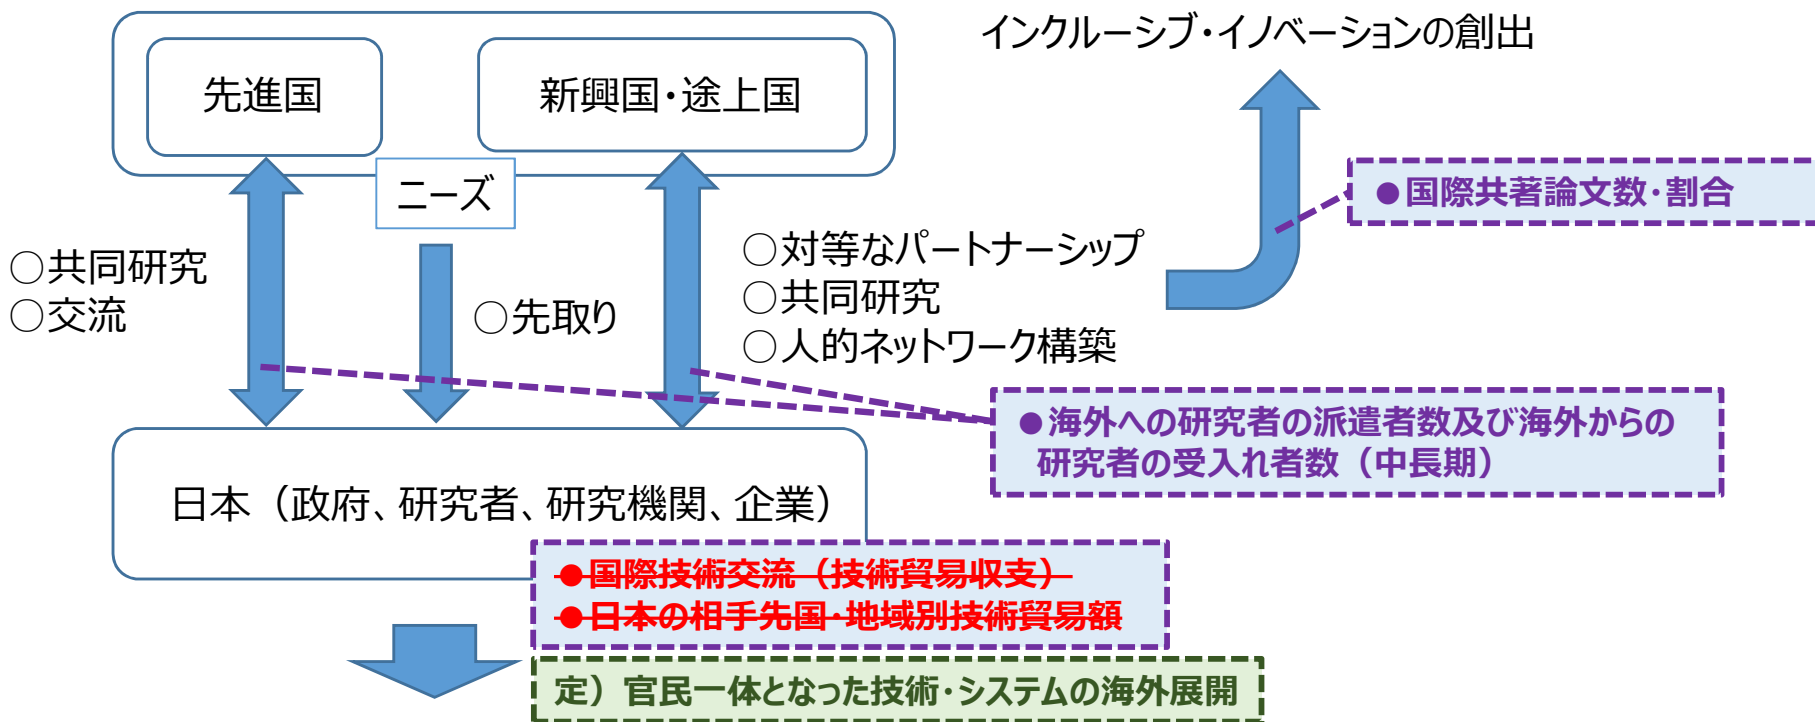 先進国
新興国・途上国
インクルーシブ・イノベーションの創出
ニーズ
●国際共著論文数・割合
○共同研究
○交流
○先取り
○対等なパートナーシップ
○共同研究
○人的ネットワーク構築
●海外への研究者の派遣者数及び海外からの
研究者の受入れ者数（中長期）
日本（政府、研究者、研究機関、企業）
●国際技術交流（技術貿易収支）
●日本の相手先国・地域別技術貿易額
定）官民一体となった技術・システムの海外展開